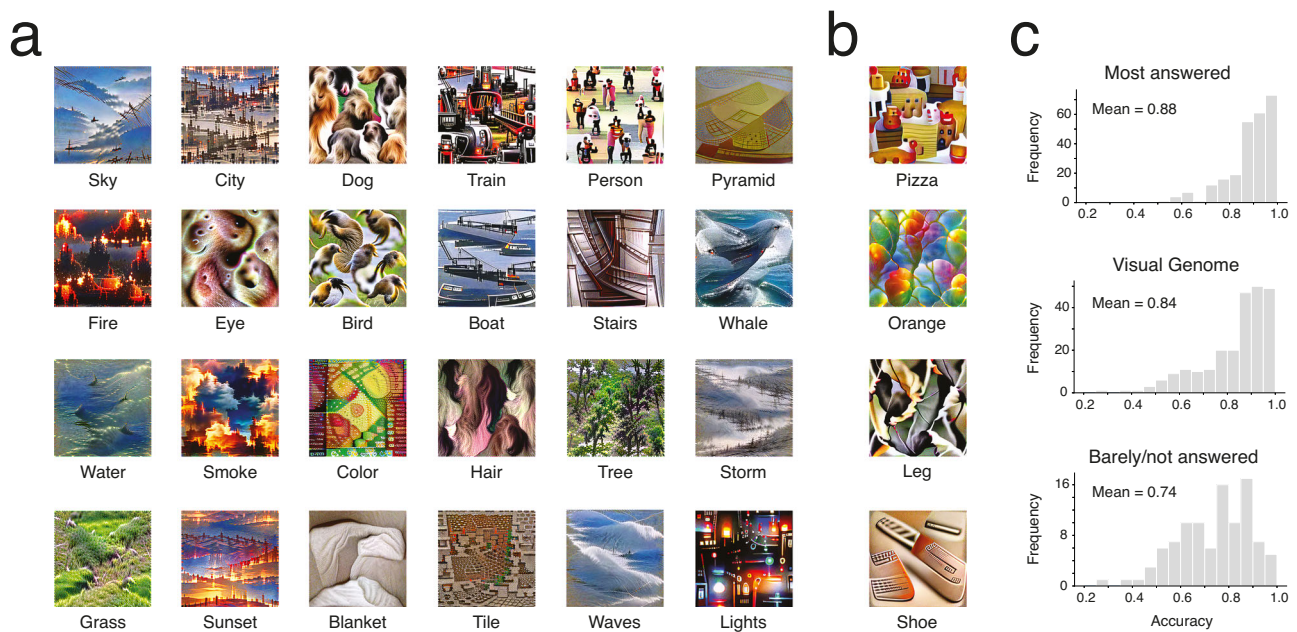 a
b
c
Sky
City
Dog
Train
Person
Pyramid
Fire
Eye
Bird
Boat
Stairs
Whale
Water
Smoke
Color
Hair
Tree
Storm
Grass
Sunset
Blanket
Tile
Waves
Lights
Pizza
Orange
Leg
Shoe
Most answered
Mean = 0.88
Frequency
60
40
20
0
0.2 0.4 0.6 0.8 1.0
Visual Genome
Mean = 0.84
Frequency
40
20
0
0.2 0.4 0.6 0.8 1.0
Barely/not answered
Mean = 0.74
Frequency
16
8
0
0.2 0.4 0.6 0.8 1.0
Accuracy